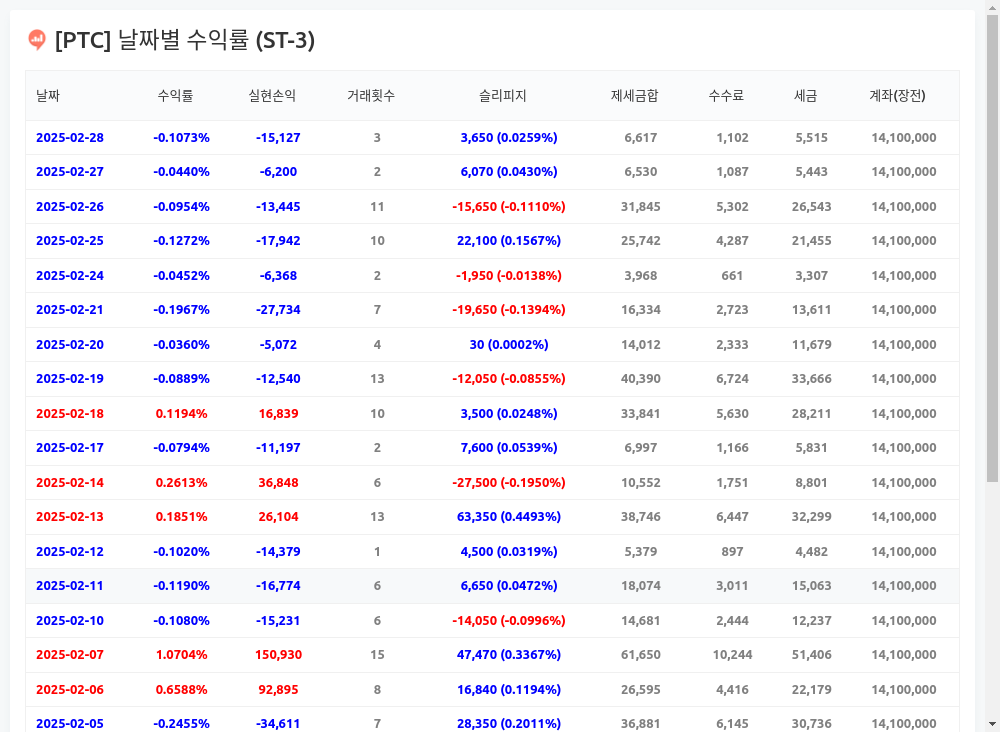 [PTC] 날짜별 수익률 (ST-3)
날짜 수익률 실현손익 거래횟수 슬리피지 제세금합 수수료 세금 계좌(장전)
2025-02-28 -0.1073% -15,127 3 3,650 (0.0259%) 6,617 1,102 5,515 14,100,000
2025-02-27 -0.0440% -6,200 2 6,070 (0.0430%) 6,530 1,087 5,443 14,100,000
2025-02-26 -0.0954% -13,445 11 -15,650 (-0.1110%) 31,845 5,302 26,543 14,100,000
2025-02-25 -0.1272% -17,942 10 22,100 (0.1567%) 25,742 4,287 21,455 14,100,000
2025-02-24 -0.0452% -6,368 2 -1,950 (-0.0138%) 3,968 661 3,307 14,100,000
2025-02-21 -0.1967% -27,734 7 -19,650 (-0.1394%) 16,334 2,723 13,611 14,100,000
2025-02-20 -0.0360% -5,072 4 30 (0.0002%) 14,012 2,333 11,679 14,100,000
2025-02-19 -0.0889% -12,540 13 -12,050 (-0.0855%) 40,390 6,724 33,666 14,100,000
2025-02-18 0.1194% 16,839 10 3,500 (0.0248%) 33,841 5,630 28,211 14,100,000
2025-02-17 -0.0794% -11,197 2 7,600 (0.0539%) 6,997 1,166 5,831 14,100,000
2025-02-14 0.2613% 36,848 6 -27,500 (-0.1950%) 10,552 1,751 8,801 14,100,000
2025-02-13 0.1851% 26,104 13 63,350 (0.4493%) 38,746 6,447 32,299 14,100,000
2025-02-12 -0.1020% -14,379 1 4,500 (0.0319%) 5,379 897 4,482 14,100,000
2025-02-11 -0.1190% -16,774 6 6,650 (0.0472%) 18,074 3,011 15,063 14,100,000
2025-02-10 -0.1080% -15,231 6 -14,050 (-0.0996%) 14,681 2,444 12,237 14,100,000
2025-02-07 1.0704% 150,930 15 47,470 (0.3367%) 61,650 10,244 51,406 14,100,000
2025-02-06 0.6588% 92,895 8 16,840 (0.1194%) 26,595 4,416 22,179 14,100,000
2025-02-05 -0.2455% -34,611 7 28,350 (0.2011%) 36,881 6,145 30,736 14,100,000